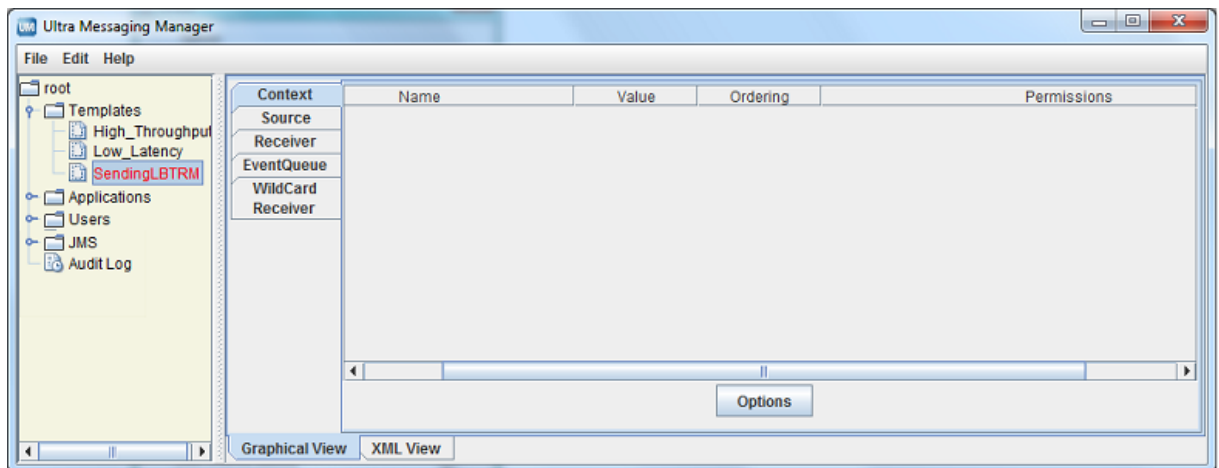 UM Ultra Messaging Manager
File Edit Help
root
Templates
High_Throughput
Low_Latency
SendingLBTRM
Applications
Users
JMS
Audit Log
Context
Source
Receiver
EventQueue
WildCard
Receiver
Name Value Ordering Permissions
Options
Graphical View XML View